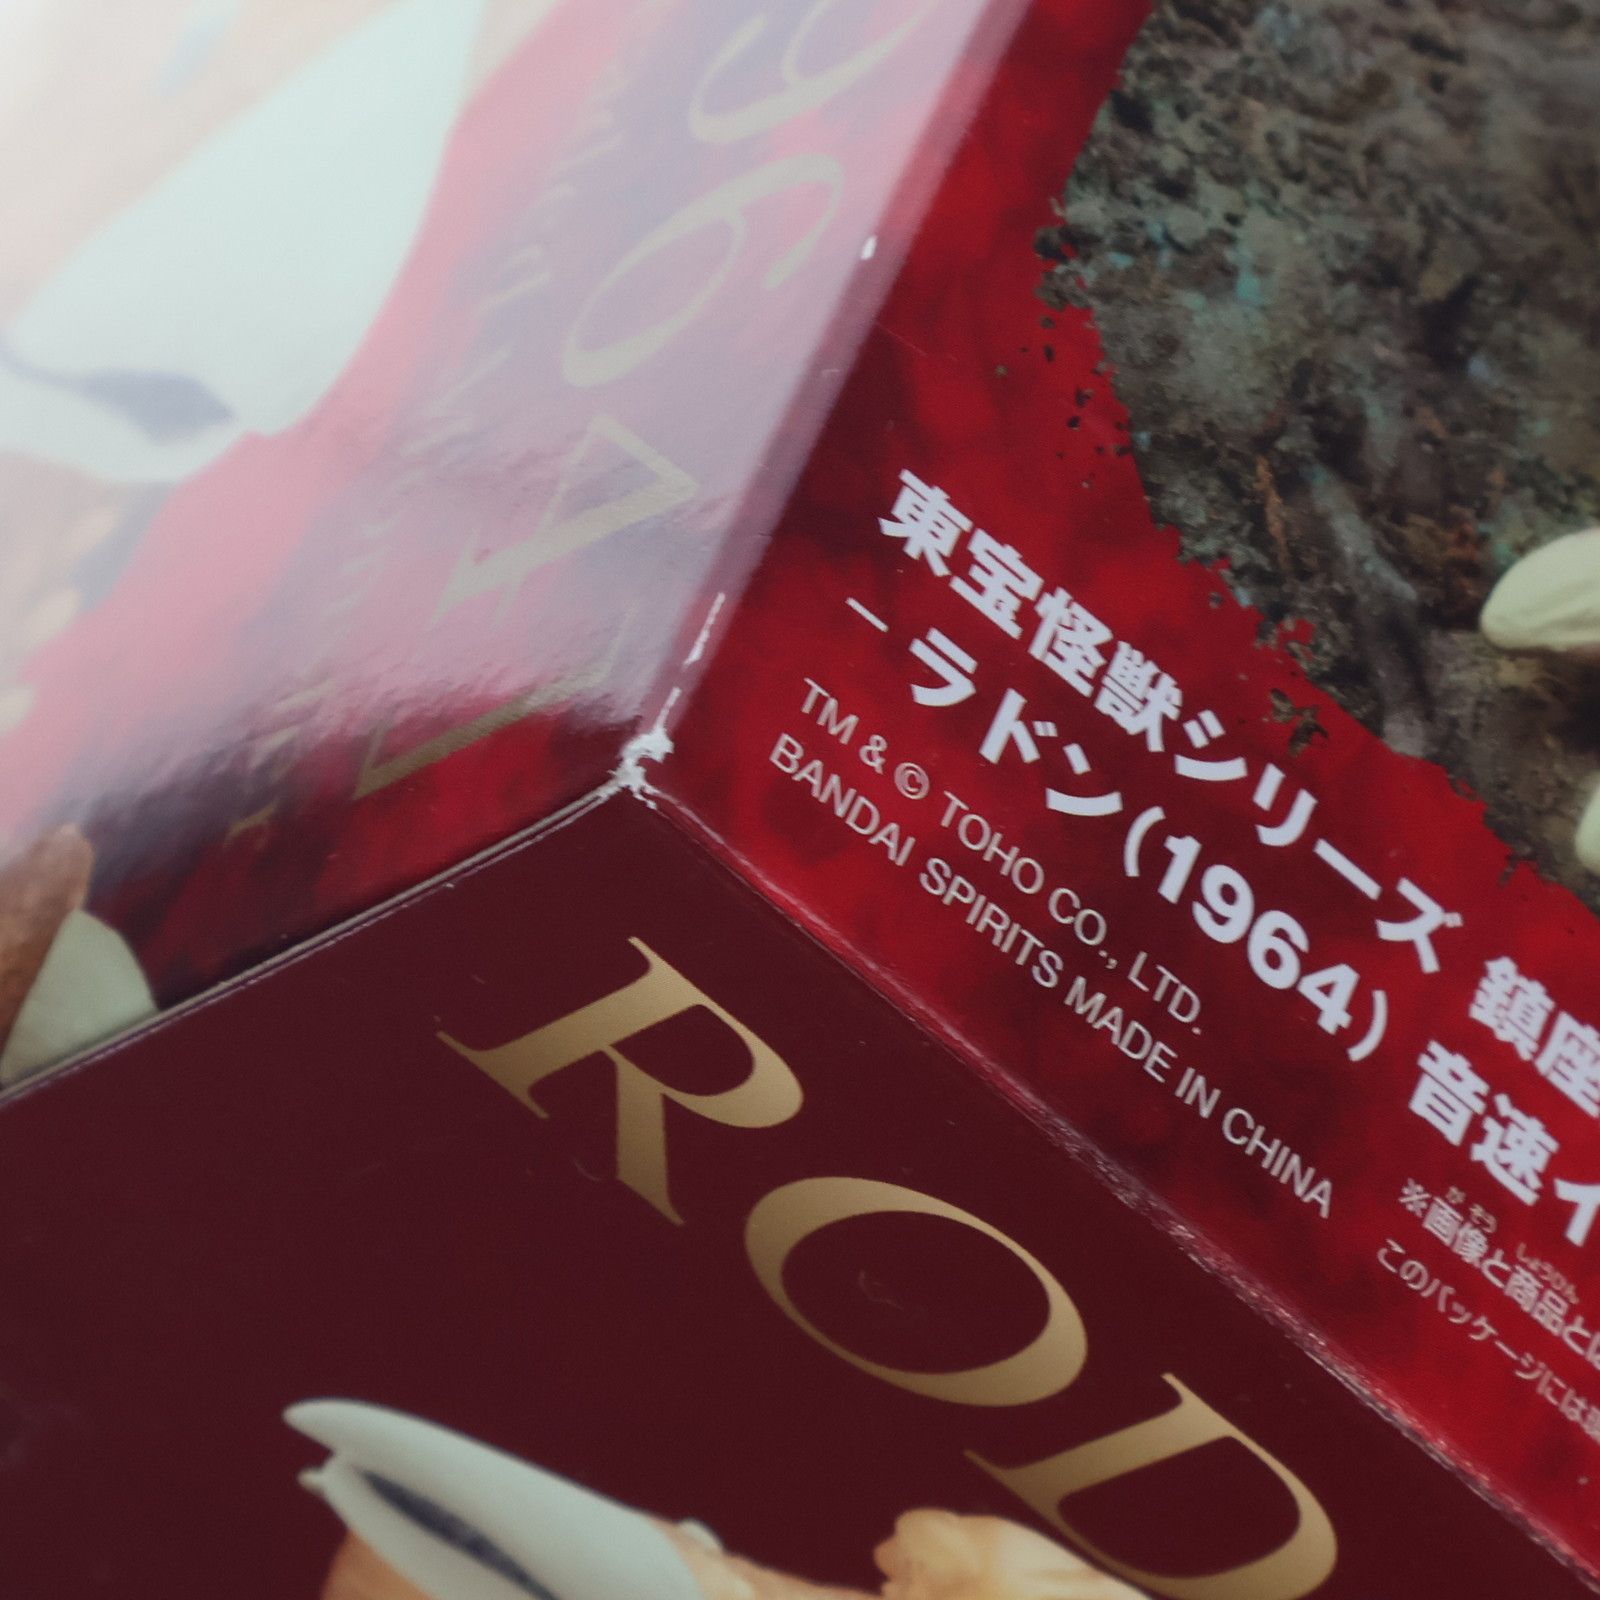 1964
東宝怪獣シリーズ 鎮座
－ラドン(1964) 音速イ
TM & © TOHO CO., LTD.
BANDAI SPIRITS MADE IN CHINA
※画像と商品とは
このパッケージには
ROD